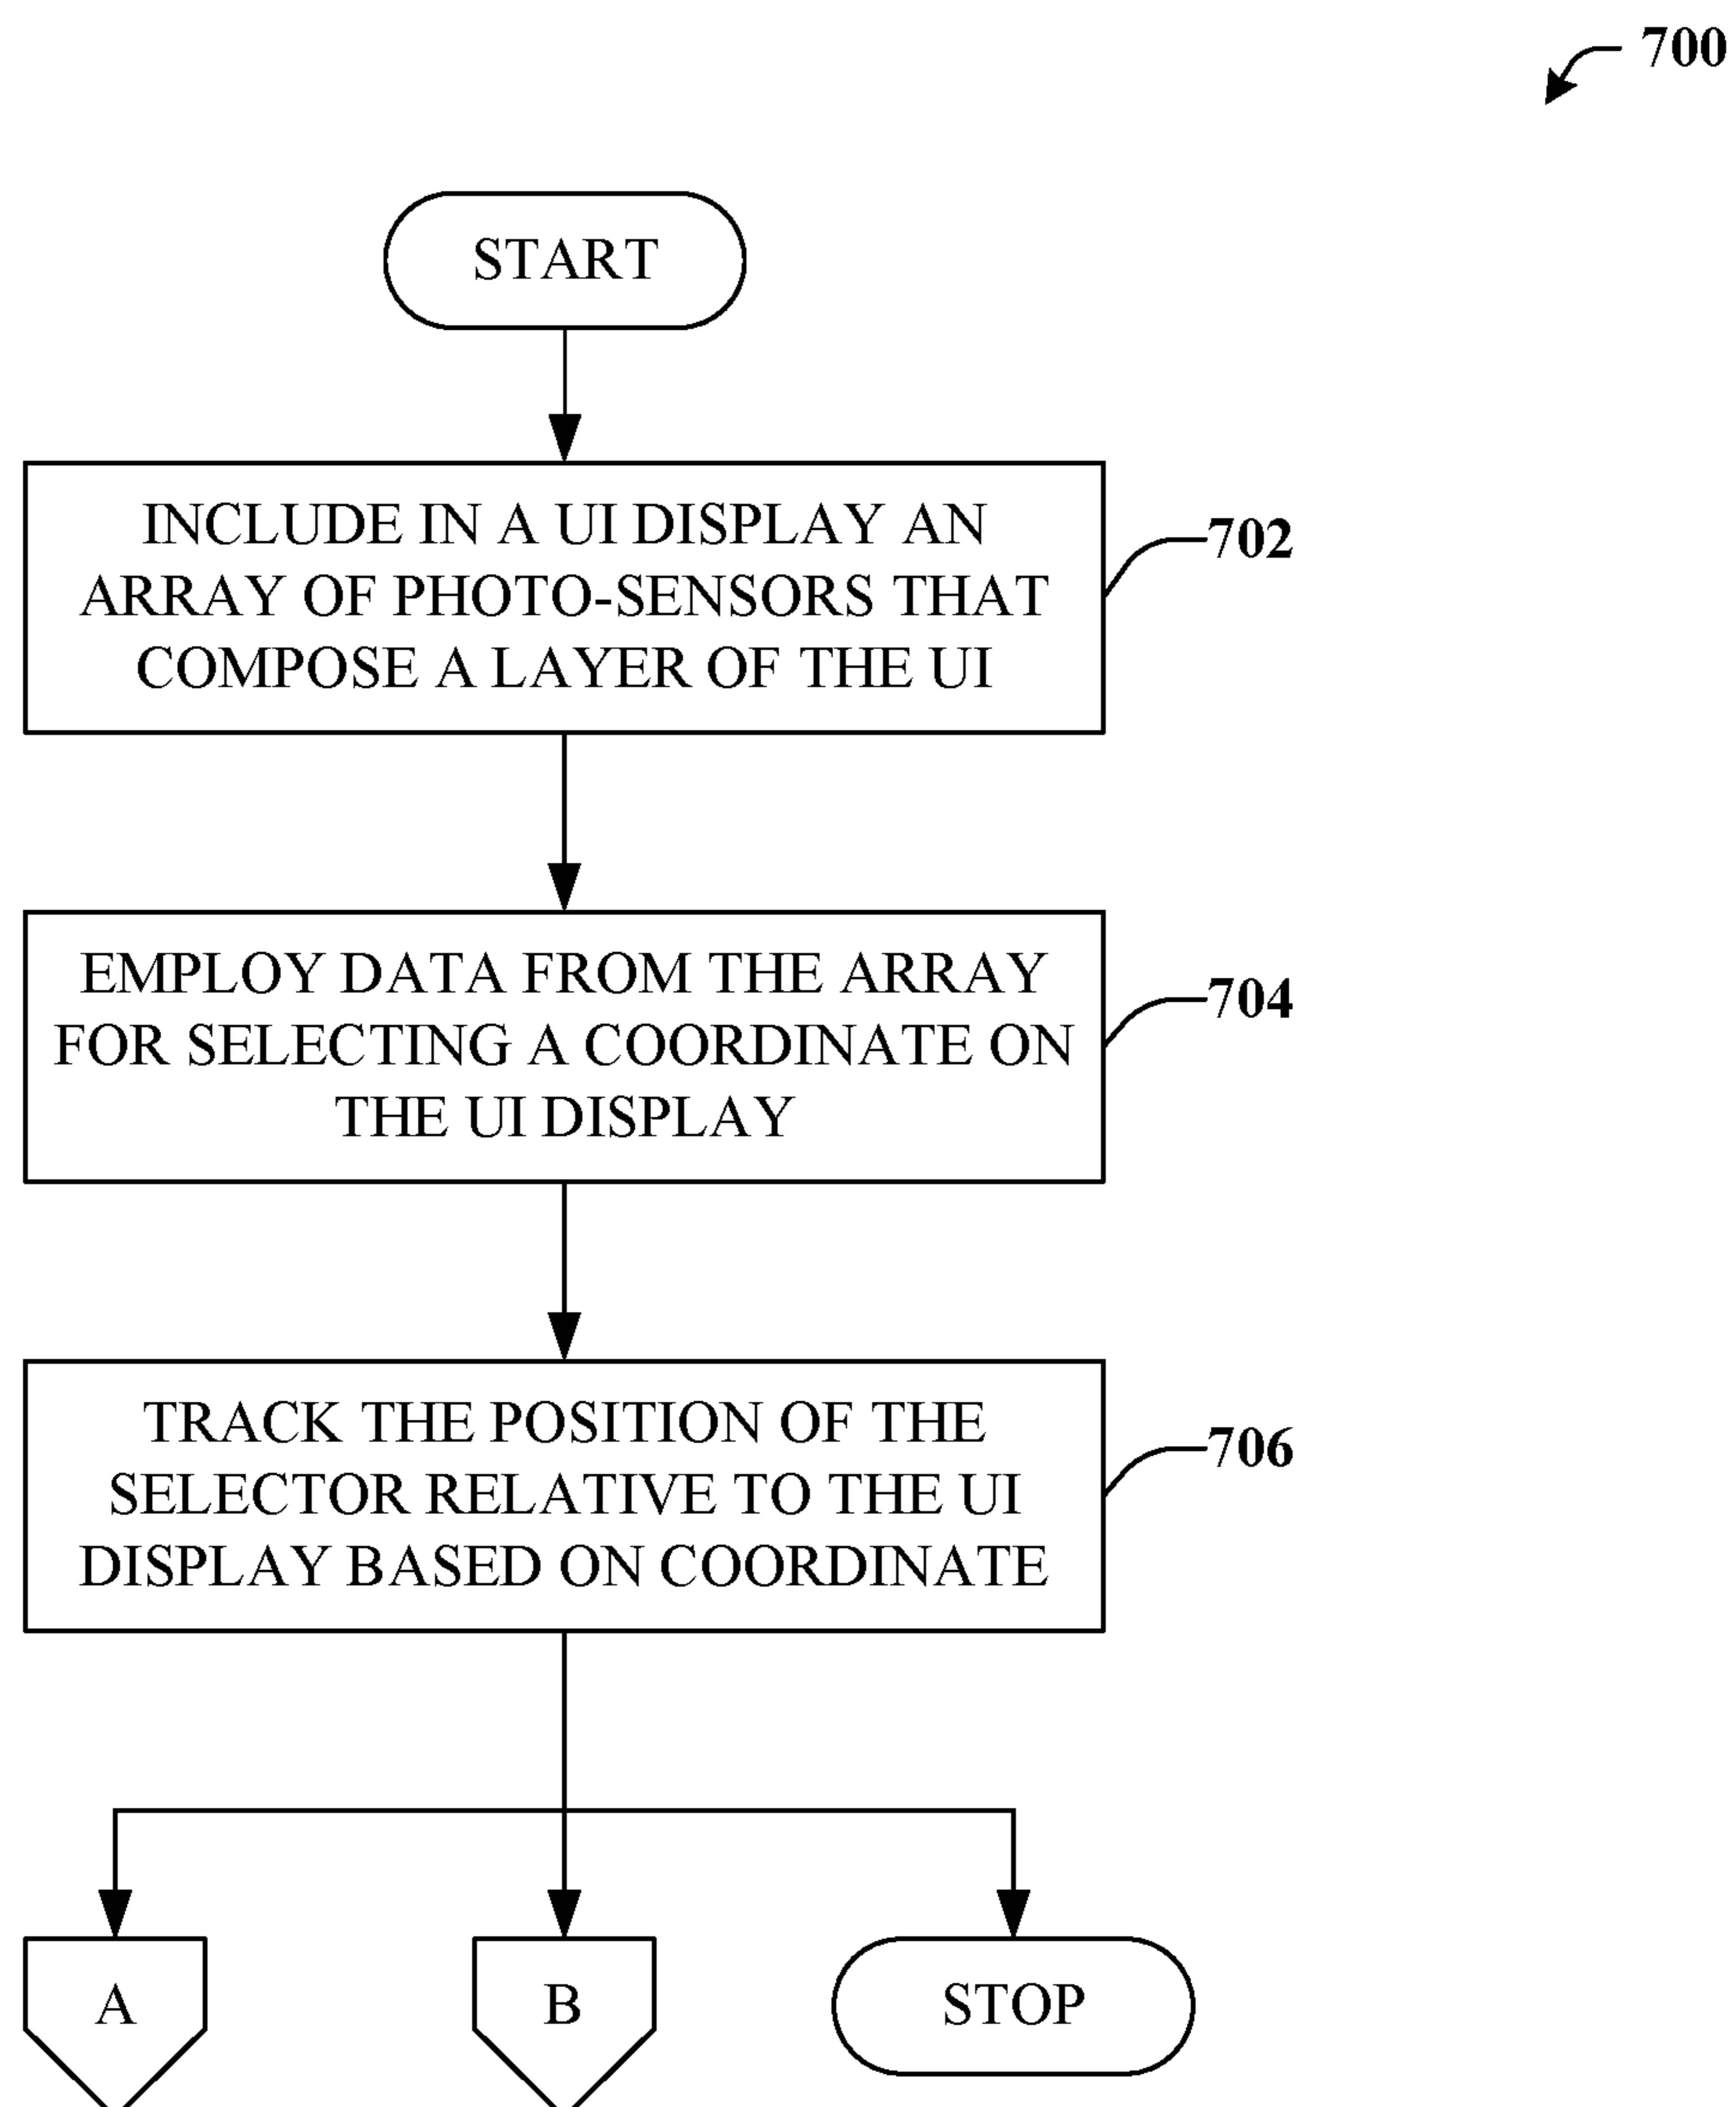 700
START
INCLUDE IN A UI DISPLAY AN
ARRAY OF PHOTO-SENSORS THAT
COMPOSE A LAYER OF THE UI
702
EMPLOY DATA FROM THE ARRAY
FOR SELECTING A COORDINATE ON
THE UI DISPLAY
704
TRACK THE POSITION OF THE
SELECTOR RELATIVE TO THE UI
DISPLAY BASED ON COORDINATE
706
A
B
STOP